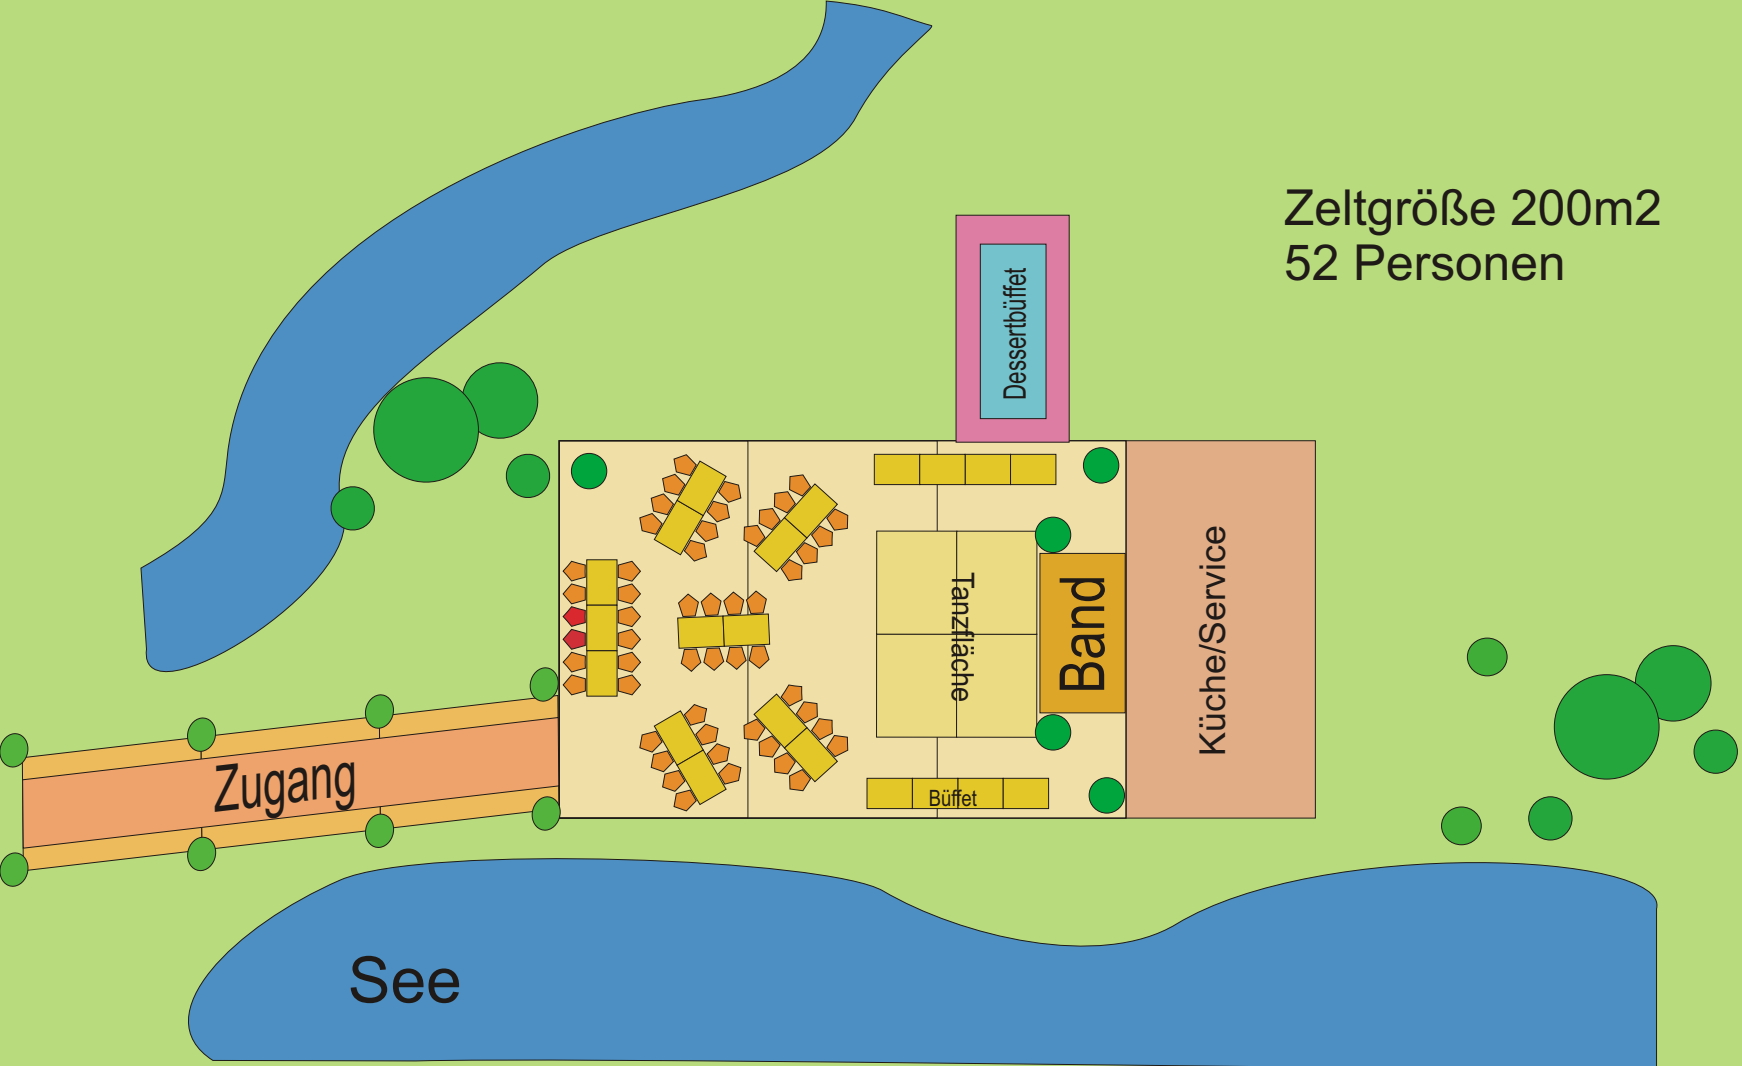 Zeltgröße 200m2
52 Personen
Dessertbüffet
Tanzfläche
Band
Küche/Service
Zugang
Büffet
See